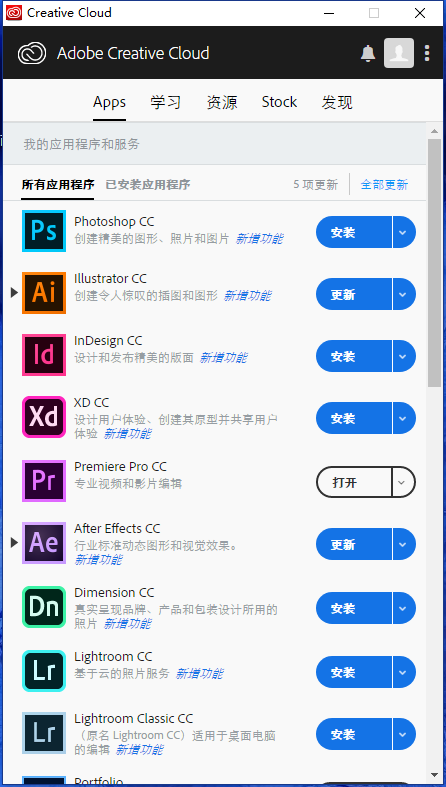 Creative Cloud
Adobe Creative Cloud
Apps 学习 资源 Stock 发现
我的应用程序和服务
所有应用程序 已安装应用程序 5 项更新 全部更新
Ps
Photoshop CC
创建精美的图形、照片和图片 新增功能
安装
Ai
Illustrator CC
创建令人惊叹的插图和图形 新增功能
更新
Id
InDesign CC
设计和发布精美的版面 新增功能
安装
Xd
XD CC
设计用户体验、创建其原型并共享用户
体验 新增功能
安装
Pr
Premiere Pro CC
专业视频和影片编辑
打开
Ae
After Effects CC
行业标准动态图形和视觉效果。
新增功能
更新
Dn
Dimension CC
真实呈现品牌、产品和包装设计所用的
照片 新增功能
安装
Lr
Lightroom CC
基于云的照片服务 新增功能
安装
Lr
Lightroom Classic CC
（原名 Lightroom CC）适用于桌面电脑
的编辑 新增功能
安装
Portfolio